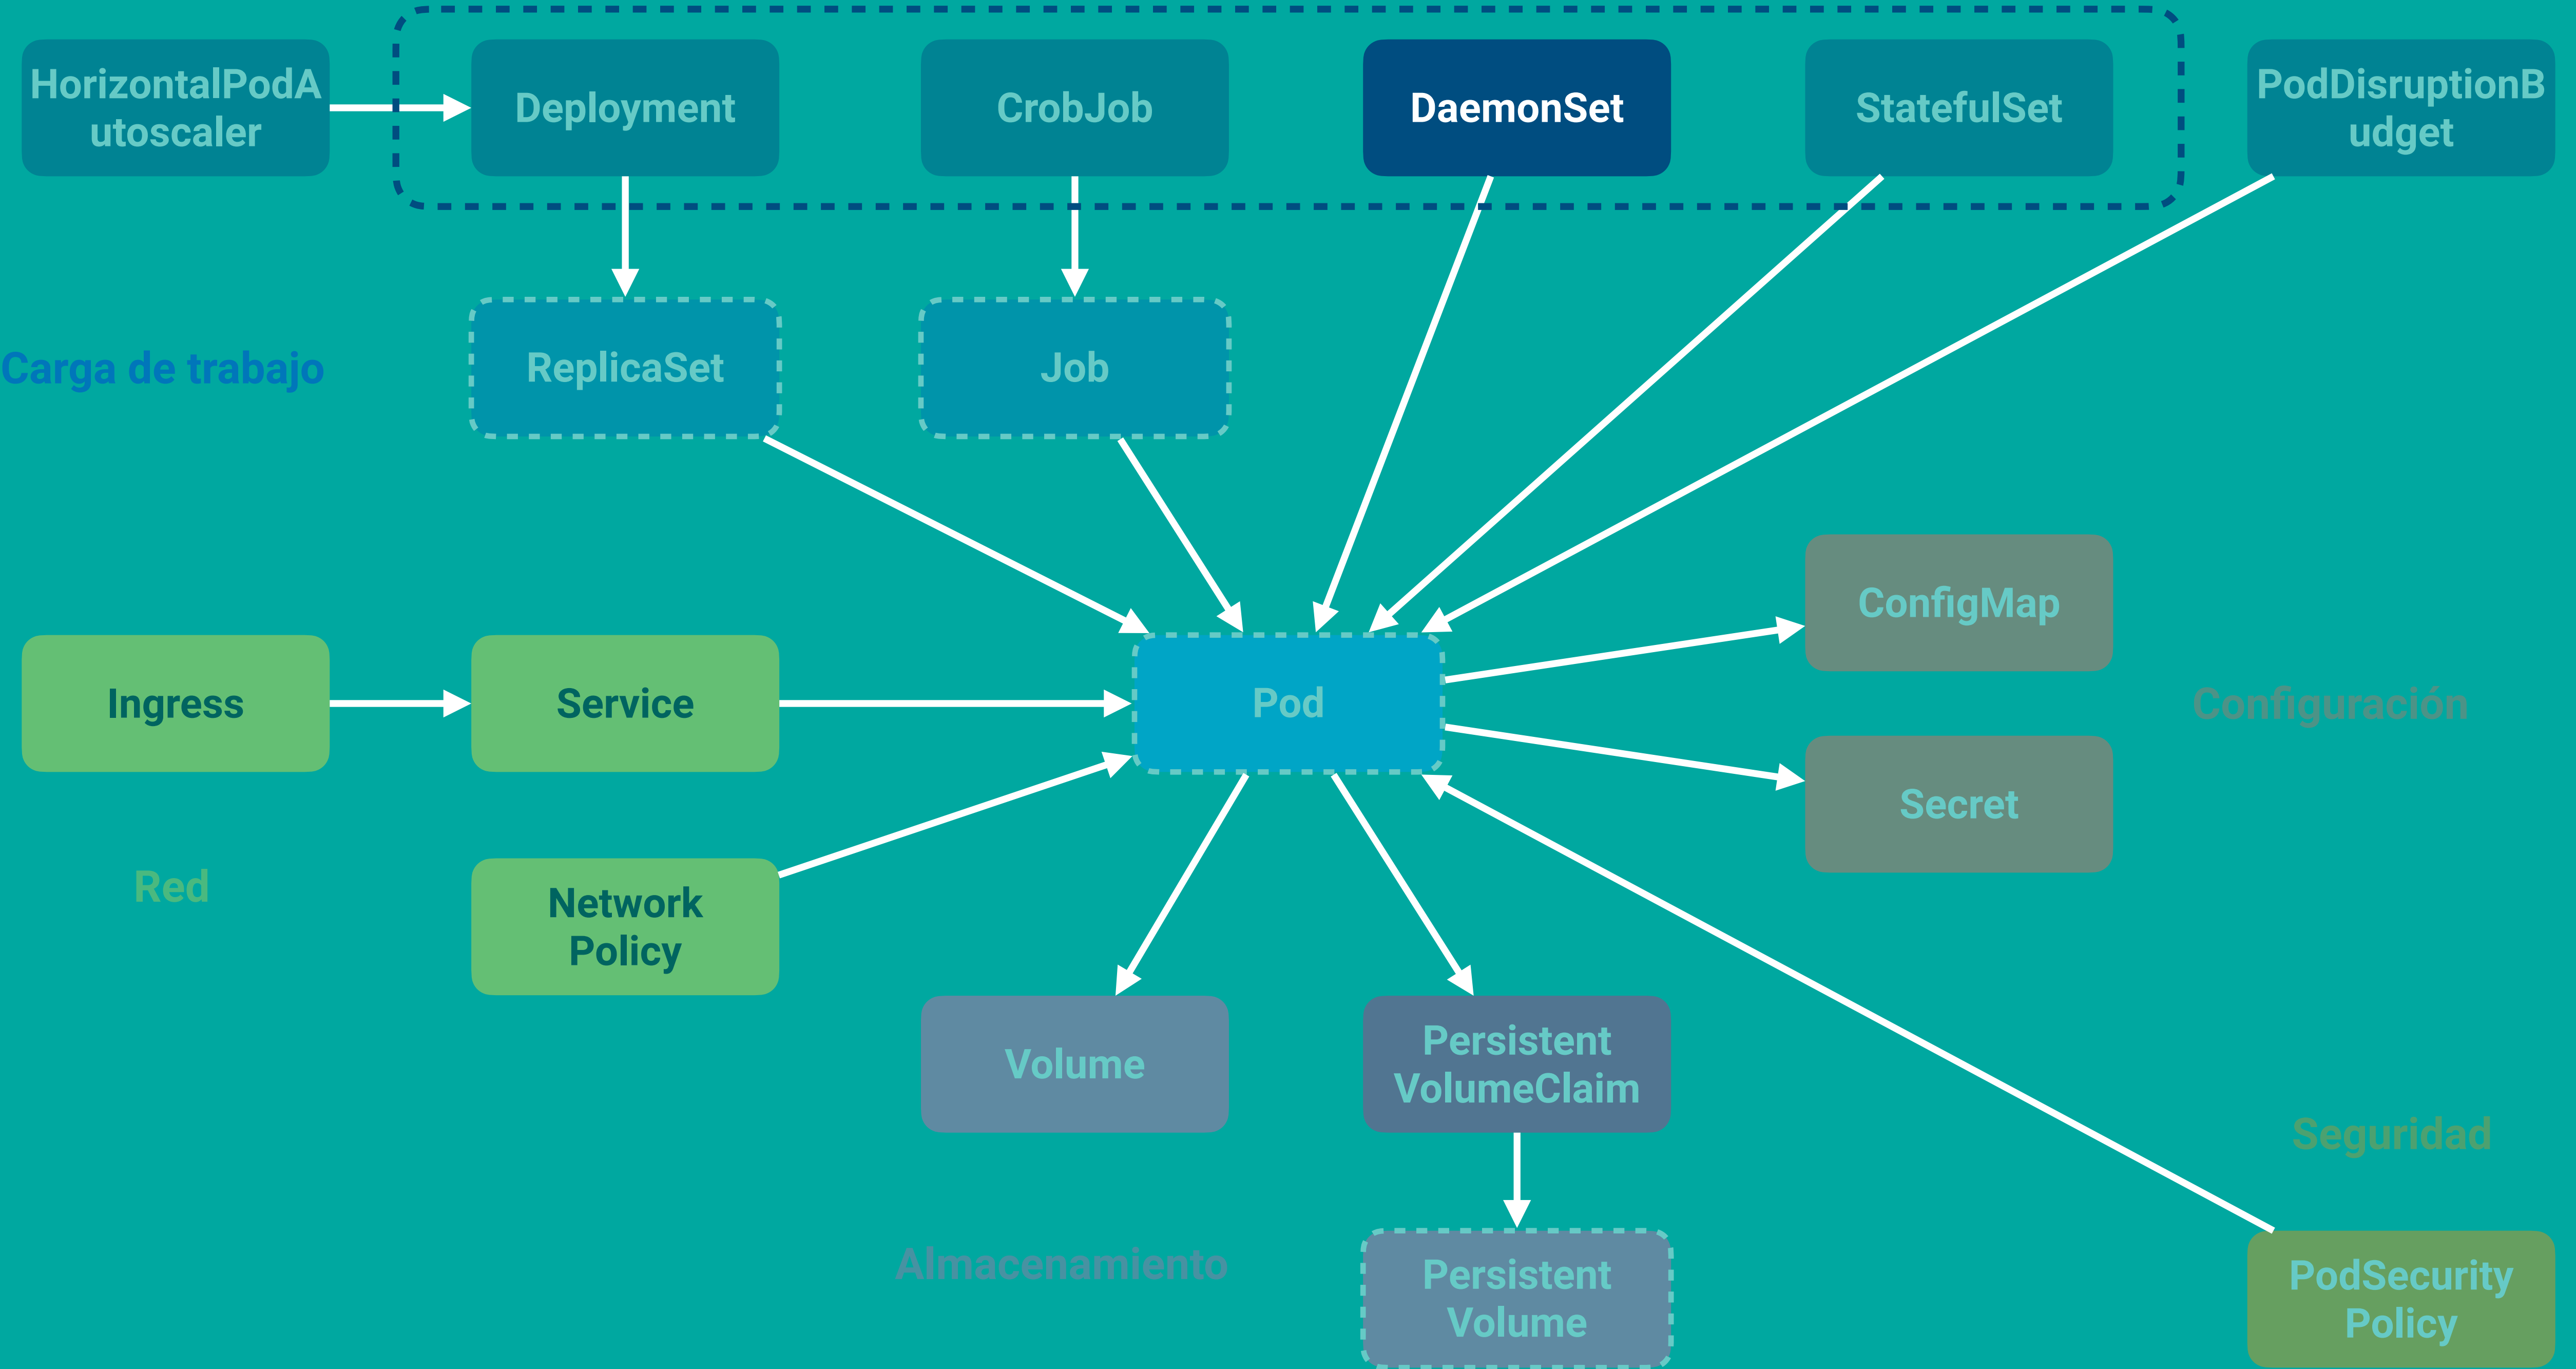 HorizontalPodA
utoscaler
Deployment
CrobJob
DaemonSet
StatefulSet
PodDisruptionB
udget
Carga de trabajo
ReplicaSet
Job
ConfigMap
Ingress
Service
Pod
Configuración
Secret
Red
Network
Policy
Volume
Persistent
VolumeClaim
Seguridad
Almacenamiento
Persistent
Volume
PodSecurity
Policy